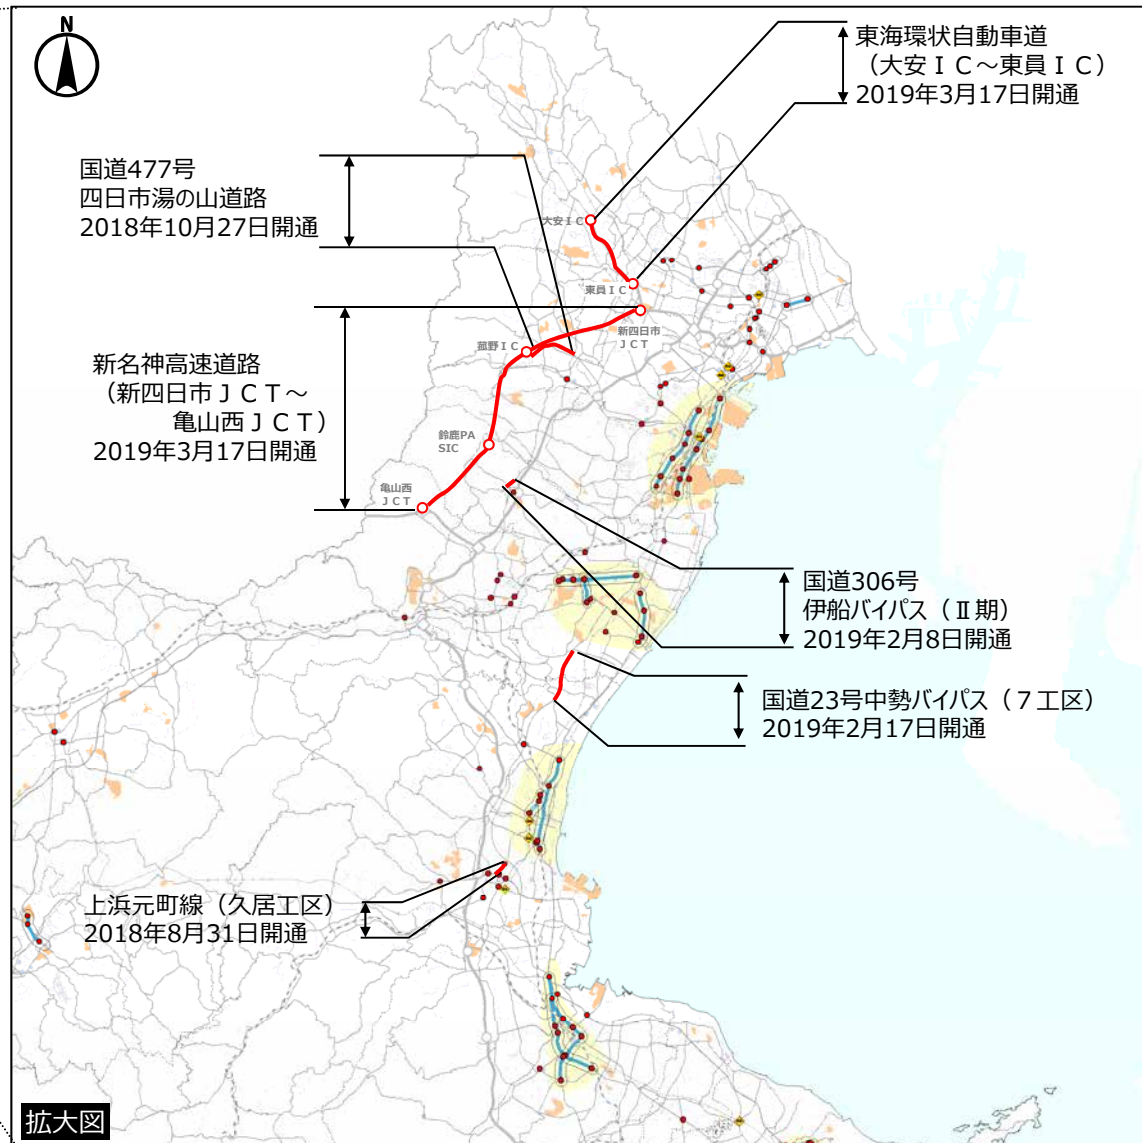 N
東海環状自動車道
（大安ＩＣ～東員ＩＣ）
2019年3月17日開通
国道477号
四日市湯の山道路
2018年10月27日開通
大安ＩＣ
東員ＩＣ
新四日市
ＪＣＴ
菰野ＩＣ
新名神高速道路
（新四日市ＪＣＴ～
亀山西ＪＣＴ）
2019年3月17日開通
鈴鹿PA
SIC
亀山西
ＪＣＴ
国道306号
伊船バイパス（Ⅱ期）
2019年2月8日開通
国道23号中勢バイパス（７工区）
2019年2月17日開通
上浜元町線（久居工区）
2018年8月31日開通
拡大図